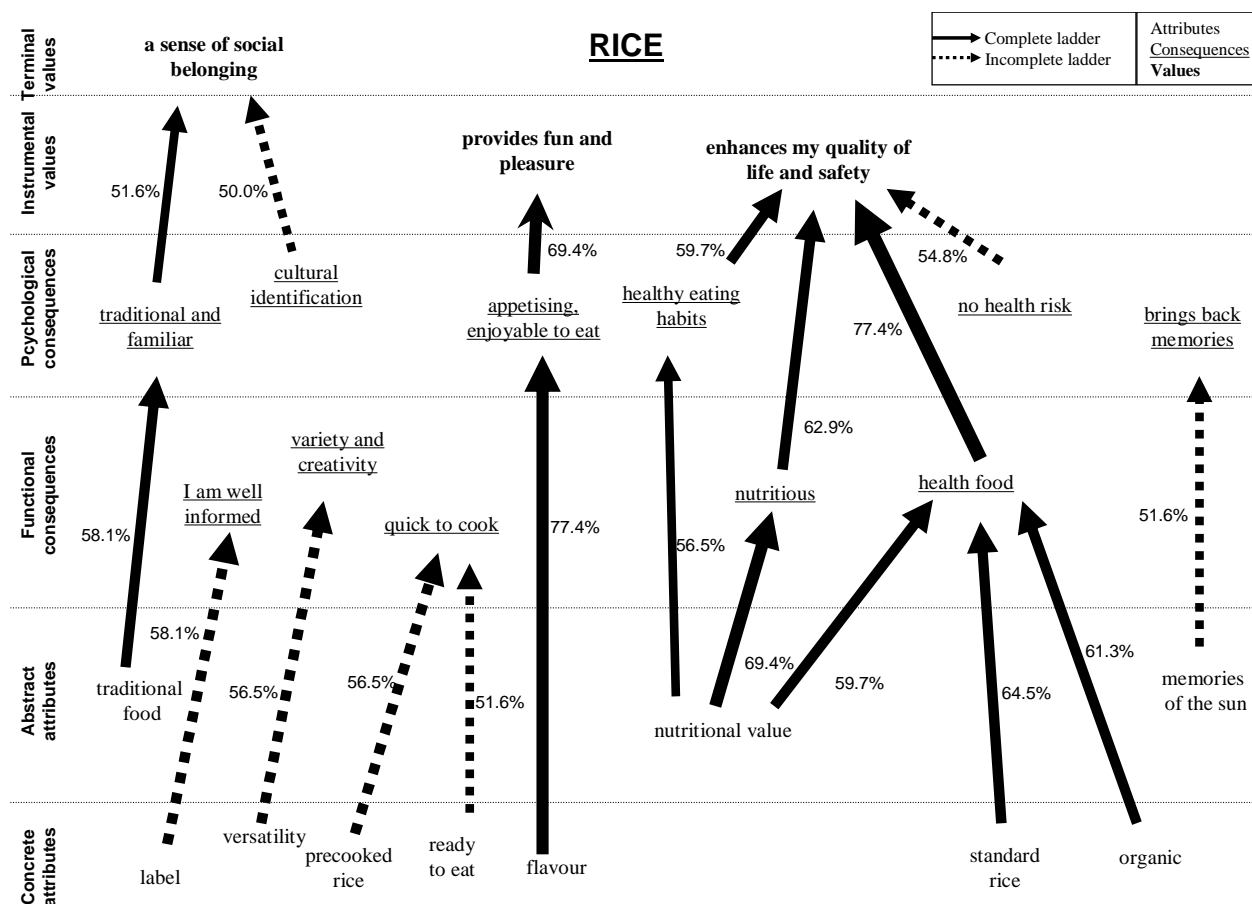 RICE
Complete ladder
Incomplete ladder
Attributes
Consequences
Values
Terminal
values
a sense of social
belonging
Instrumental
values
51.6%
50.0%
provides fun and
pleasure
enhances my quality of
life and safety
Pcychological
consequences
69.4%
59.7%
54.8%
cultural
identification
traditional and
familiar
appetising,
enjoyable to eat
healthy eating
habits
77.4%
no health risk
brings back
memories
Functional
consequences
62.9%
variety and
creativity
I am well
informed
quick to cook
nutritious
health food
58.1%
77.4%
56.5%
51.6%
Abstract
attributes
58.1%
56.5%
56.5%
51.6%
69.4%
59.7%
64.5%
61.3%
traditional
food
nutritional value
memories
of the sun
Concrete
attributes
label
versatility
precooked
rice
ready
to eat
flavour
standard
rice
organic